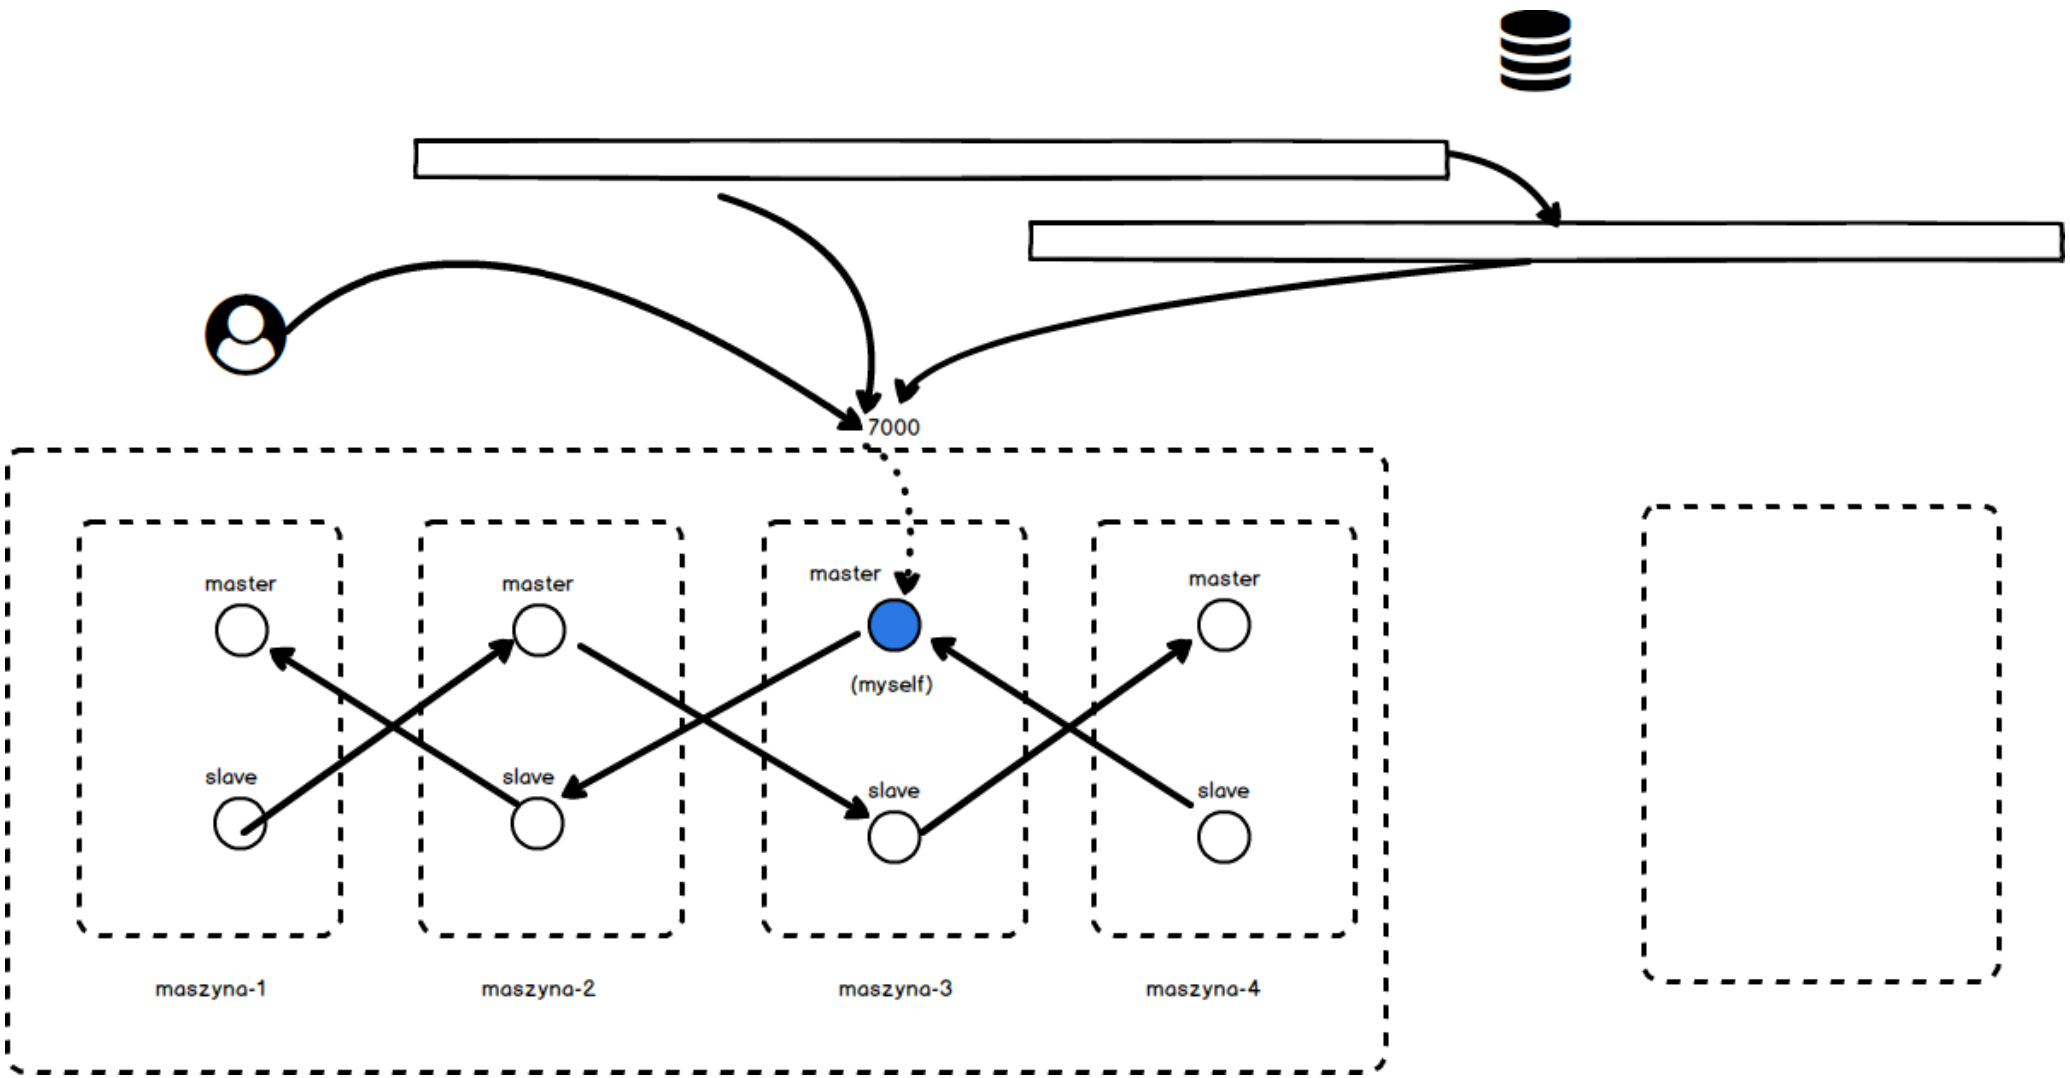 7000
master
master
master
master
(myself)
slave
slave
slave
slave
maszyna-1
maszyna-2
maszyna-3
maszyna-4